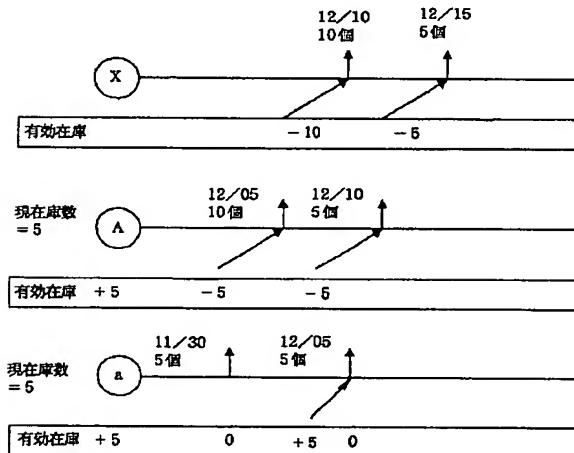 12/10 12/15
10個 5個
X
有効在庫 -10 -5
12/05 12/10
現在庫数 10個 5個
=5 A
有効在庫 +5 -5 -5
11/30 12/05
現在庫数 5個 5個
=5 a
有効在庫 +5 0 +5 0